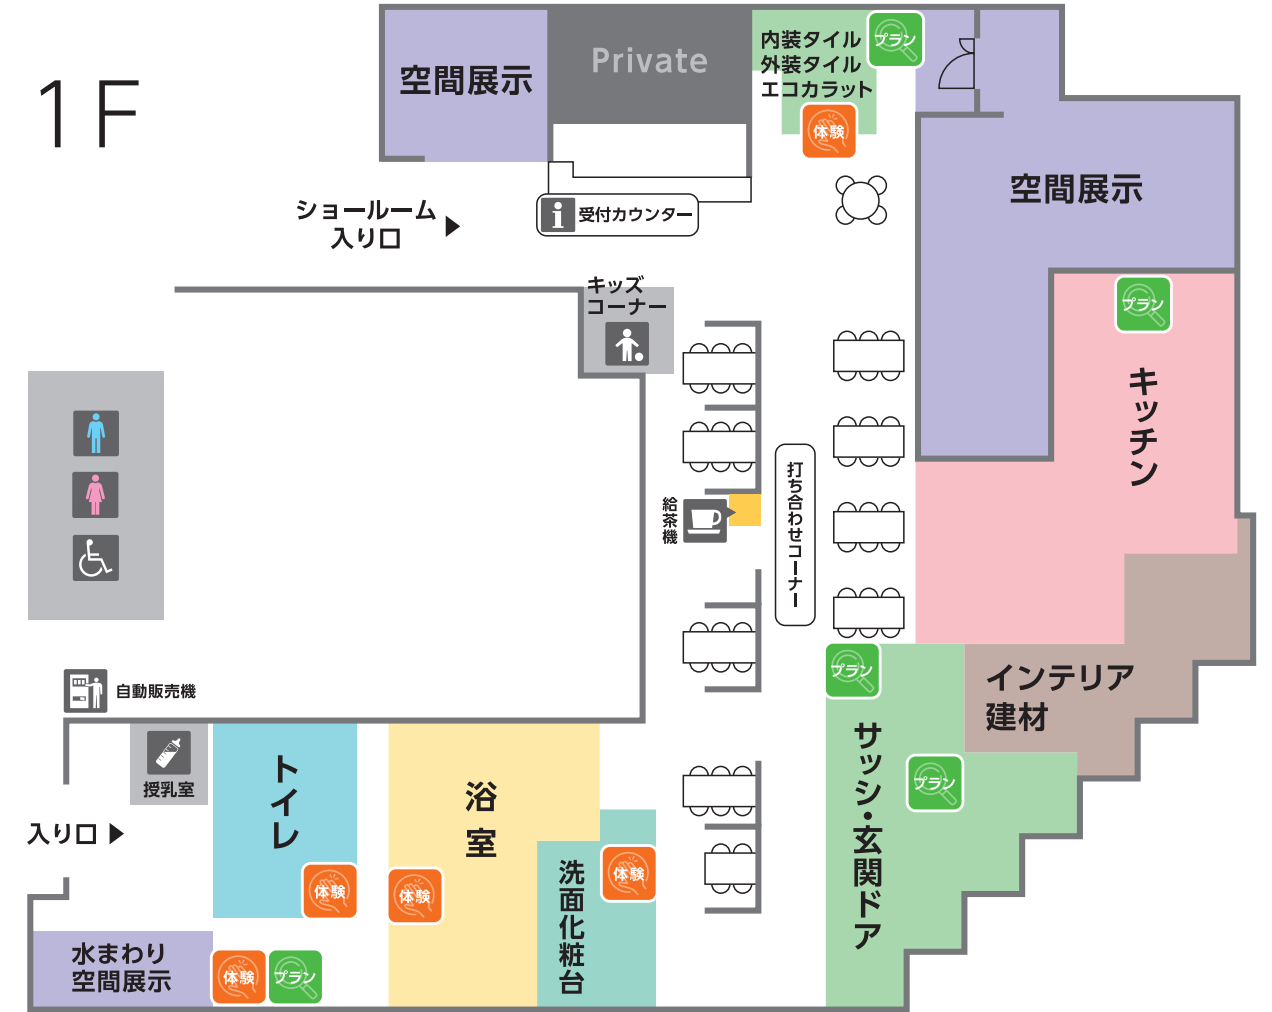 1F
空間展示
Private
内装タイル
外装タイル
エコカラット
プラン
体験
空間展示
ショールーム
入り口
受付カウンター
キッズ
コーナー
プラン
キッチン
給茶機
打ち合わせコーナー
自動販売機
授乳室
入り口
トイレ
体験
浴室
体験
洗面化粧台
体験
プラン
サッシ・玄関ドア
プラン
インテリア
建材
水まわり
空間展示
体験
プラン